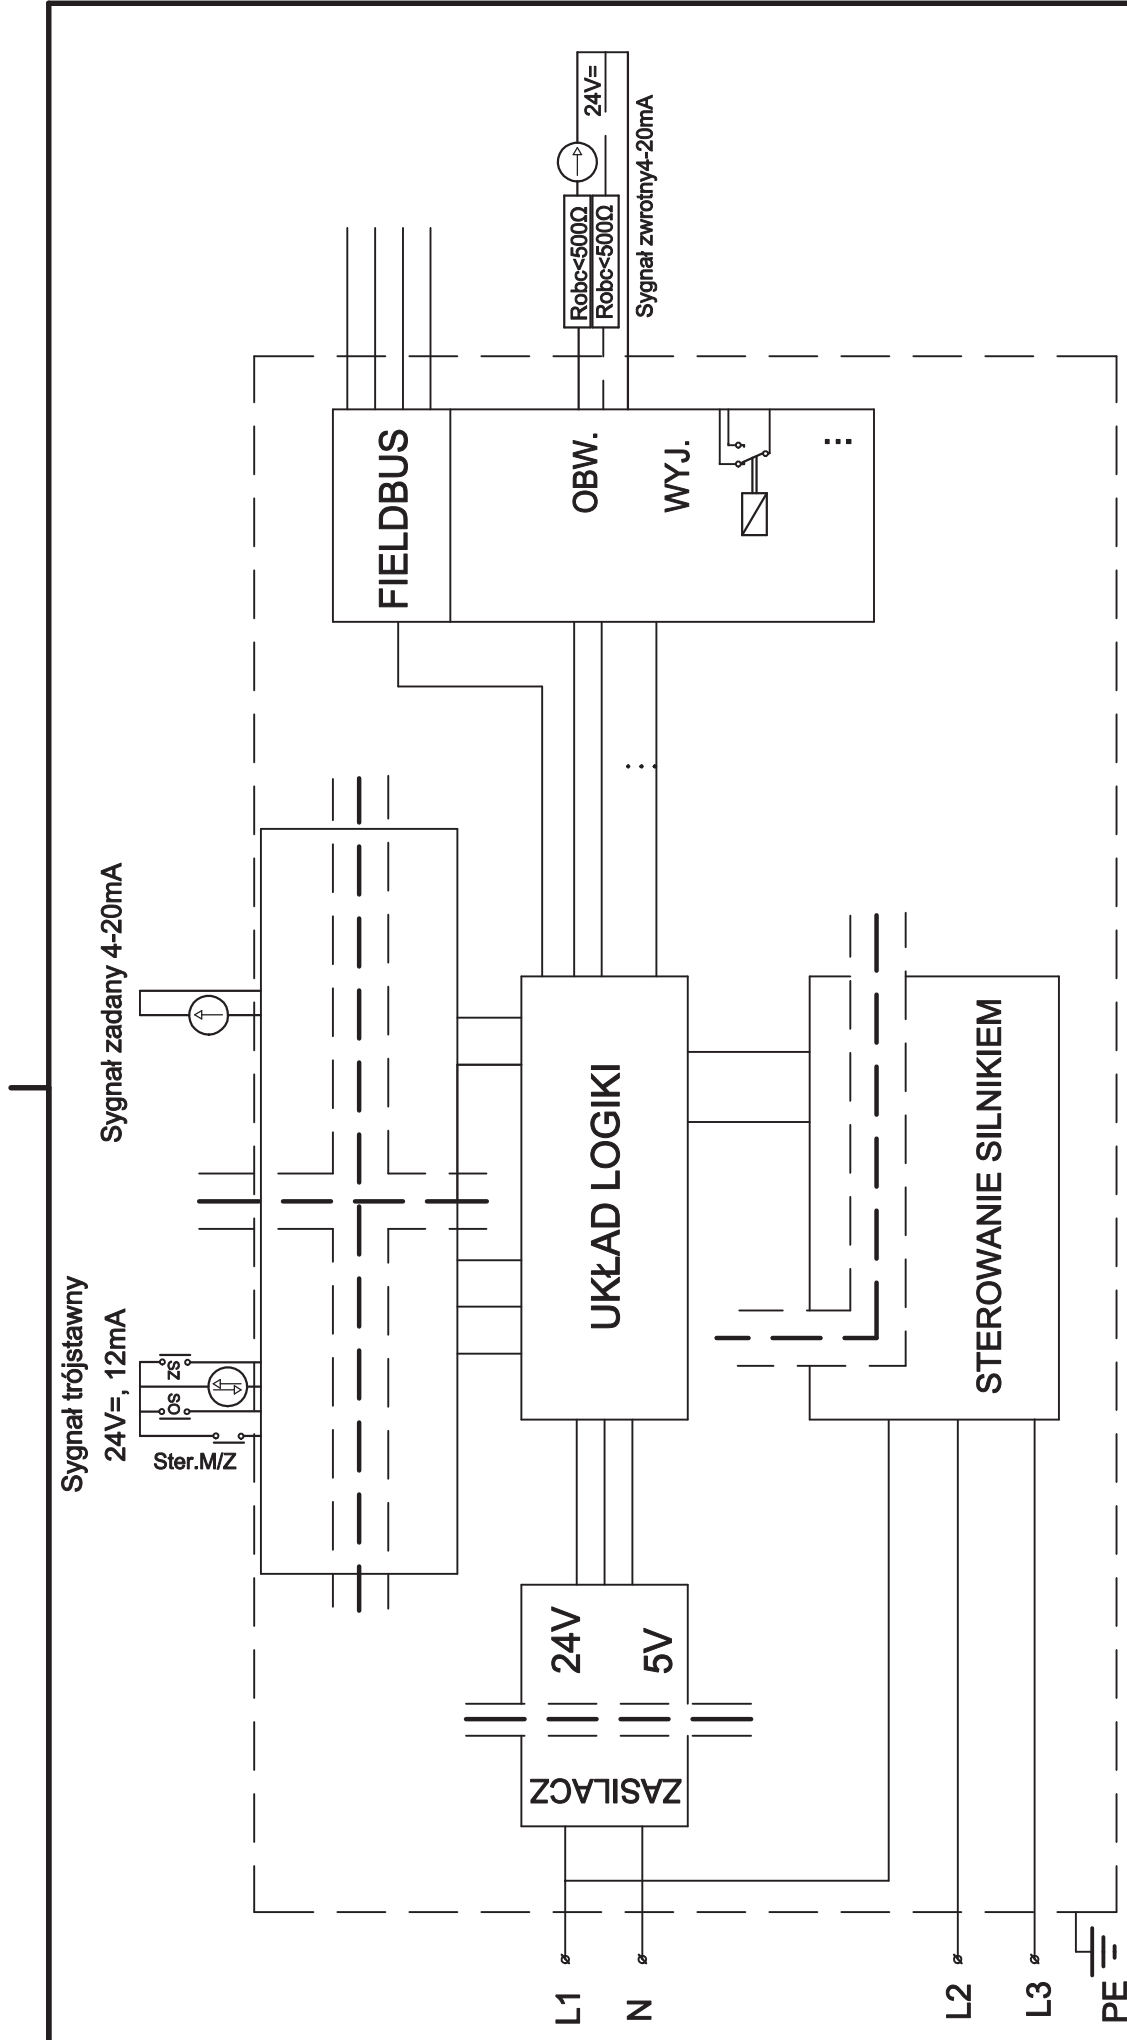 Sygnał trójstawny
24V=, 12mA
SZ
SO
Ster.M/Z
Sygnał zadany 4-20mA
24V=
Robc<500Ω
Robc<500Ω
Sygnał zwrotny4-20mA
FIELDBUS
OBW.
WYJ.
...
...
UKŁAD LOGIKI
STEROWANIE SILNIKIEM
24V
5V
ZASILACZ
L1
N
L2
L3
PE